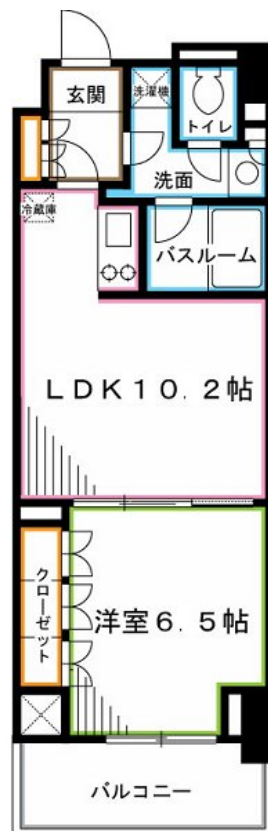 玄関
洗濯機
トイレ
洗面
冷蔵庫
バスルーム
LDK10.2帖
クローゼット
洋室6.5帖
バルコニー